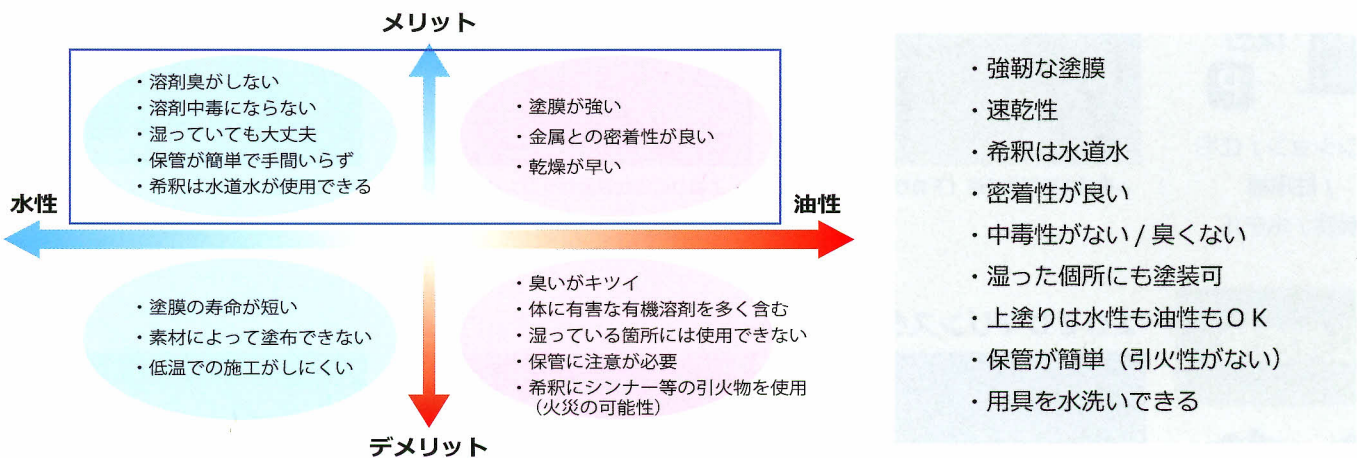 メリット
・溶剤臭がしない
・溶剤中毒にならない
・湿っていても大丈夫
・保管が簡単で手間いらず
・希釈は水道水が使用できる
・塗膜が強い
・金属との密着性が良い
・乾燥が早い
水性
油性
・塗膜の寿命が短い
・素材によって塗布できない
・低温での施工がしにくい
・臭いがキツイ
・体に有害な有機溶剤を多く含む
・湿っている箇所には使用できない
・保管に注意が必要
・希釈にシンナー等の引火物を使用
（火災の可能性）
デメリット
・強靭な塗膜
・速乾性
・希釈は水道水
・密着性が良い
・中毒性がない / 臭くない
・湿った個所にも塗装可
・上塗りは水性も油性もＯＫ
・保管が簡単（引火性がない）
・用具を水洗いできる